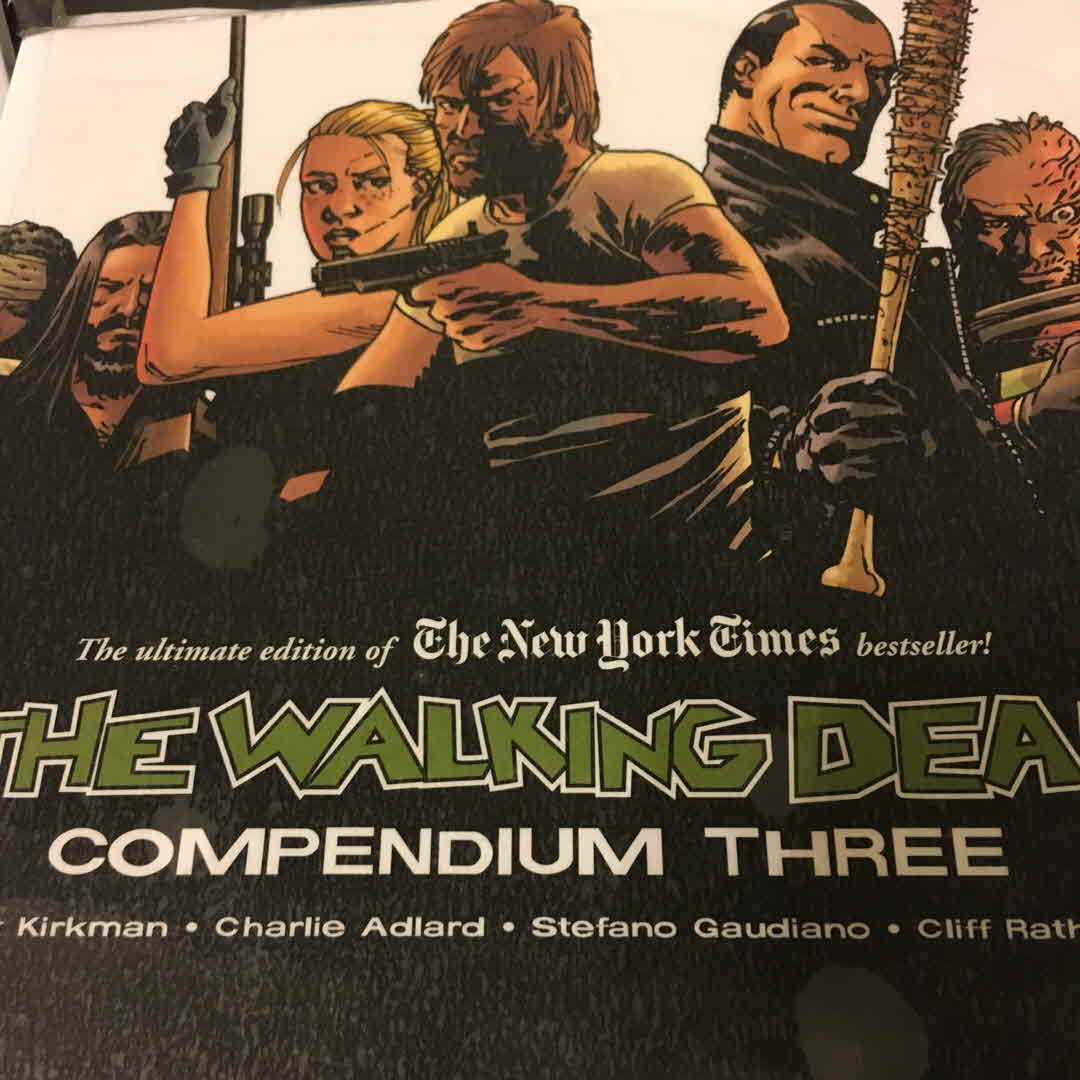 The ultimate edition of The New York Times bestseller!
THE WALKING DEA
COMPENDIUM THREE
Kirkman • Charlie Adlard • Stefano Gaudiano • Cliff Rath